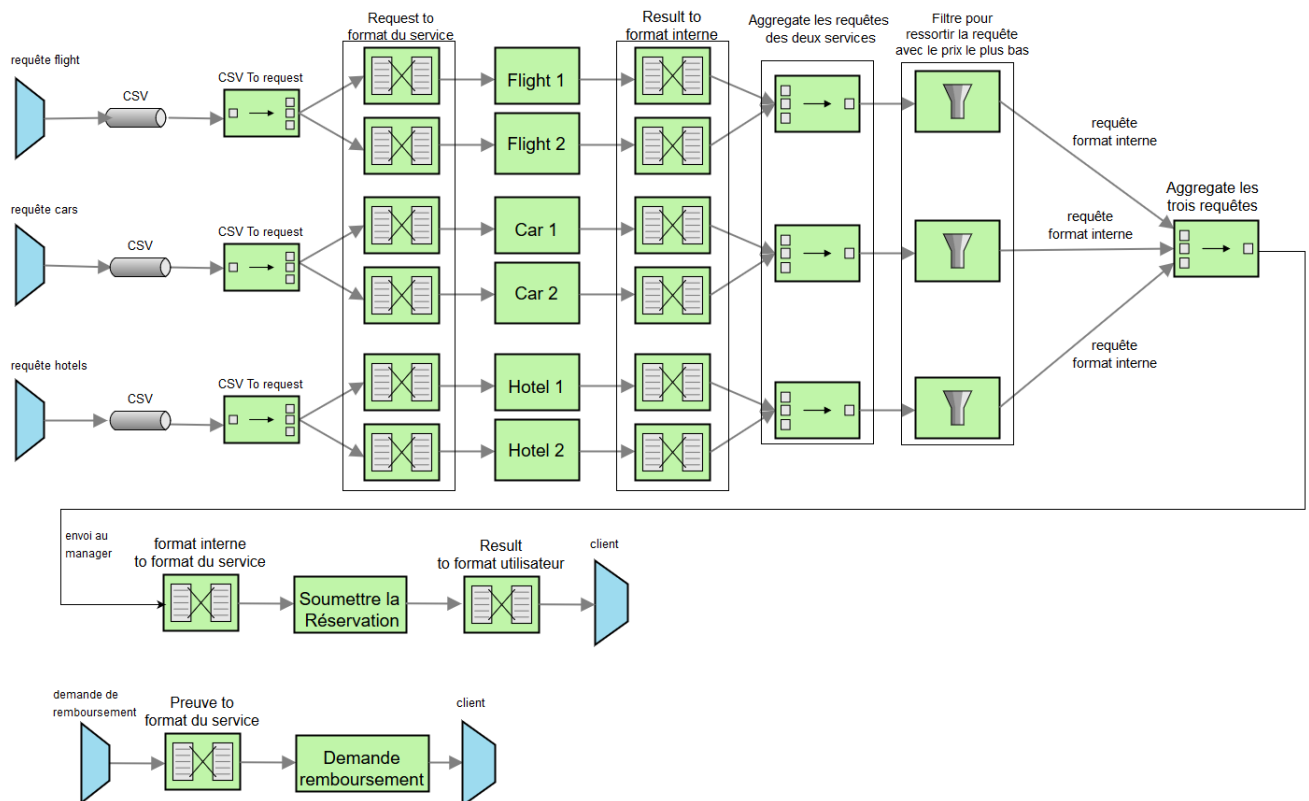 Request to
format du service
Result to
format interne
Aggregate les requêtes
des deux services
Filtre pour
ressortir la requête
avec le prix le plus bas
requête flight
CSV
CSV To request
Flight 1
Flight 2
requête
format interne
requête cars
CSV
CSV To request
Car 1
Car 2
requête
format interne
Aggregate les
trois requêtes
requête hotels
CSV
CSV To request
Hotel 1
Hotel 2
requête
format interne
envoi au
manager
format interne
to format du service
Soumettre la
Réservation
Result
to format utilisateur
client
demande de
remboursement
Preuve to
format du service
Demande
remboursement
client